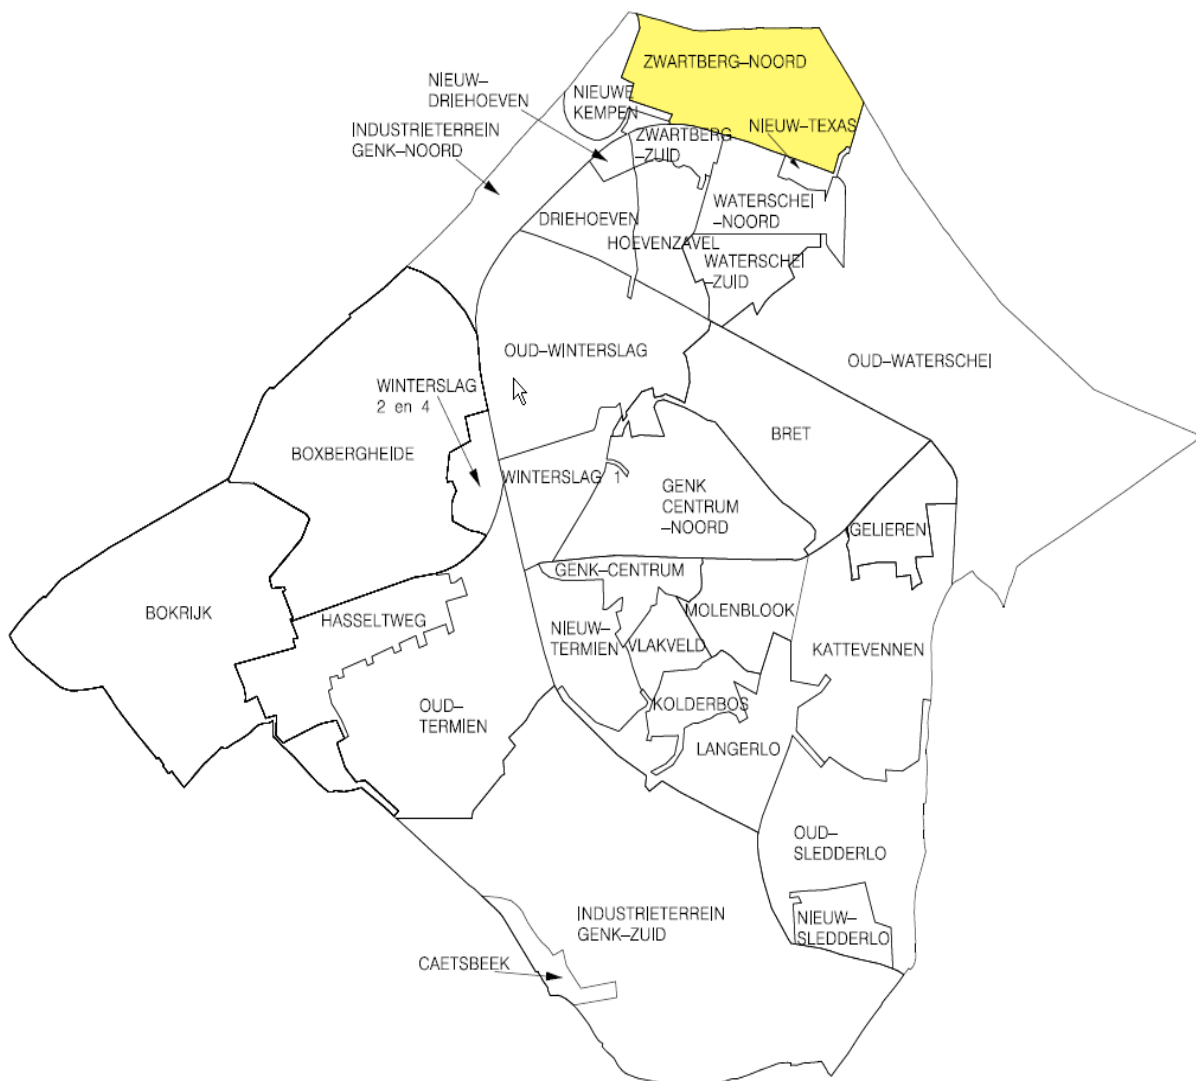 ZWARTBERG–NOORD
NIEUW–
DRIEHOEVEN
NIEUWE
KEMPEN
INDUSTRIETERREIN
GENK–NOORD
ZWARTBERG
–ZUID
NIEUW–TEXAS
DRIEHOEVEN
WATERSCHEI
–NOORD
HOEVENZAVEL
WATERSCHEI
–ZUID
OUD–WINTERSLAG
OUD–WATERSCHEI
WINTERSLAG
2 en 4
BOXBERGHEIDE
BRET
WINTERSLAG 1
GENK
CENTRUM
–NOORD
GELIEREN
GENK–CENTRUM
BOKRIJK
HASSELTWEG
MOLENBLOOK
NIEUW–
TERMIEN
VLAKVELD
KATTEVENNEN
OUD–
TERMIEN
KOLDERBOS
LANGERLO
OUD–
SLEDDERLO
INDUSTRIETERREIN
GENK–ZUID
NIEUW–
SLEDDERLO
CAETSBEEK